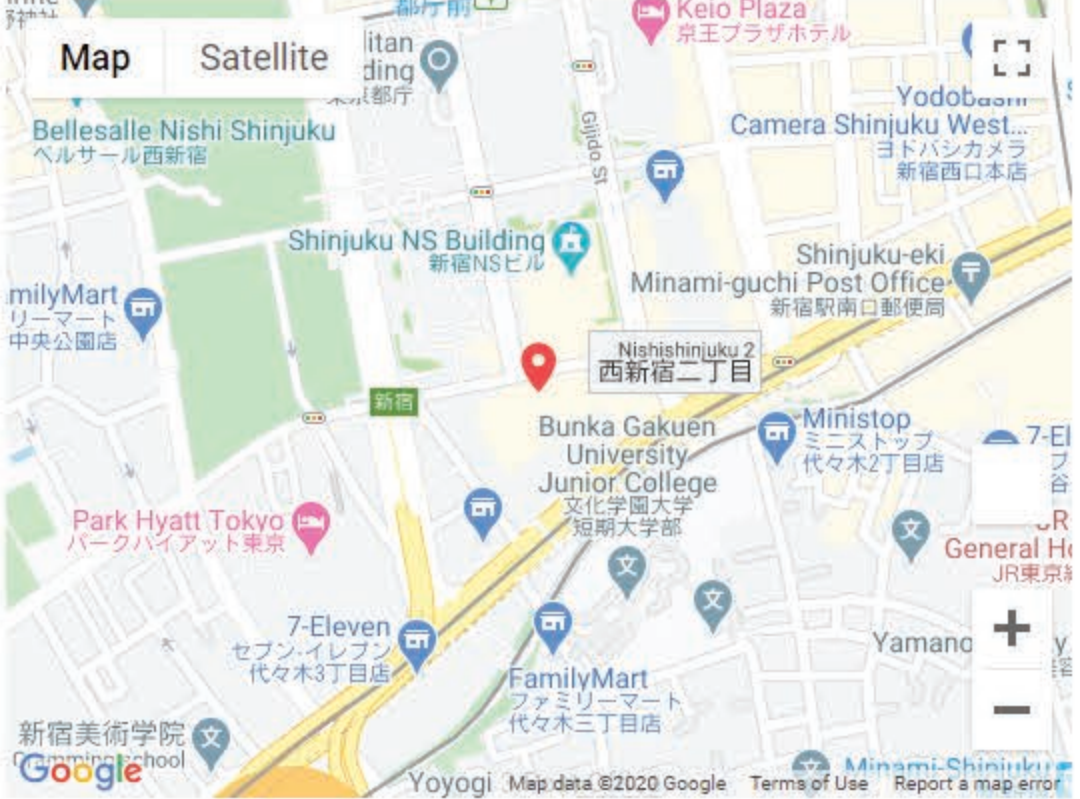 都庁前
Keio Plaza
京王プラザホテル
Map
Satellite
東京都庁
Yodobashi
Camera Shinjuku West...
ヨドバシカメラ
新宿西口本店
Bellesalle Nishi Shinjuku
ベルサール西新宿
Gijido St
Shinjuku NS Building
新宿NSビル
Shinjuku-eki
Minami-guchi Post Office
新宿駅南口郵便局
milyMart
リーマート
中央公園店
Nishishinjuku 2
西新宿二丁目
新宿
Bunka Gakuen
University
Junior College
文化学園大学
短期大学部
Ministop
ミニストップ
代々木2丁目店
7-El
Park Hyatt Tokyo
パークハイアット東京
JR
General Ho
JR東京総
7-Eleven
セブン-イレブン
代々木3丁目店
Yamano
FamilyMart
ファミリーマート
代々木三丁目店
新宿美術学院
Cramming school
Google
Yoyogi
Minami-Shinjuku
Map data ©2020 Google
Terms of Use
Report a map error